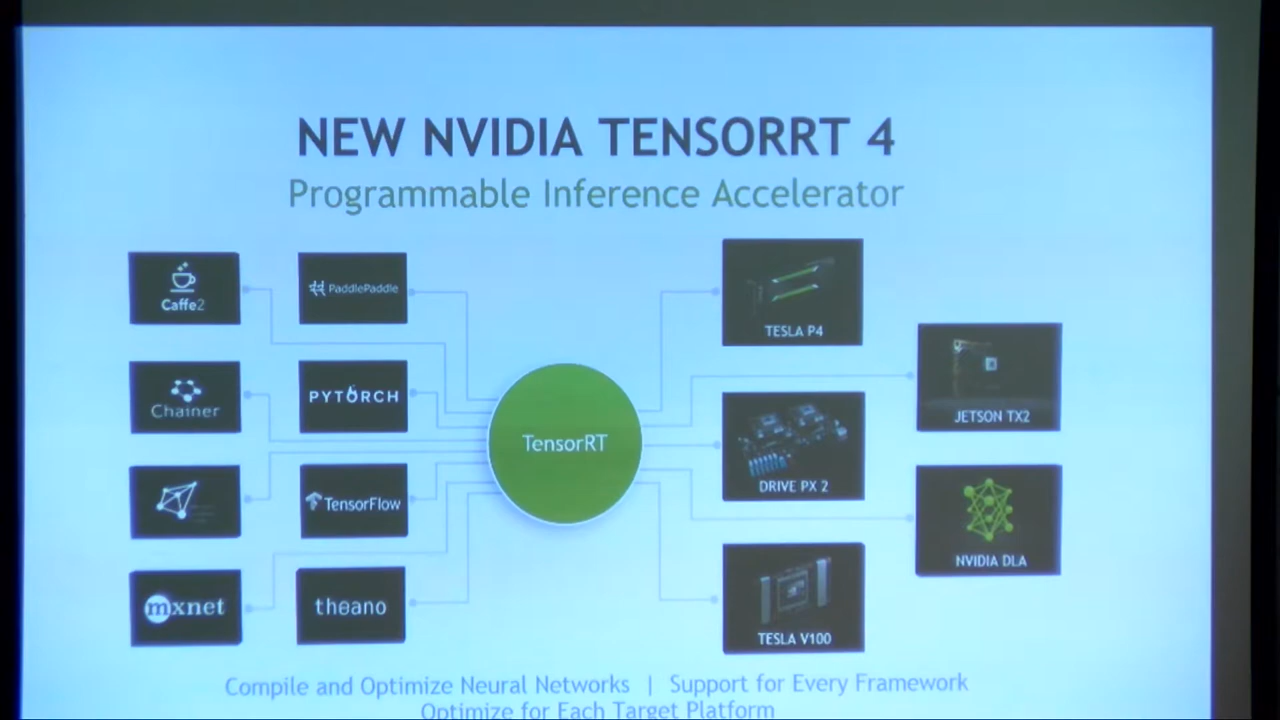 NEW NVIDIA TENSORRT 4
Programmable Inference Accelerator
Caffe2
PaddlePaddle
Chainer
PYTORCH
TensorFlow
mxnet
theano
TensorRT
TESLA P4
JETSON TX2
DRIVE PX 2
NVIDIA DLA
TESLA V100
Compile and Optimize Neural Networks | Support for Every Framework
Optimize for Each Target Platform